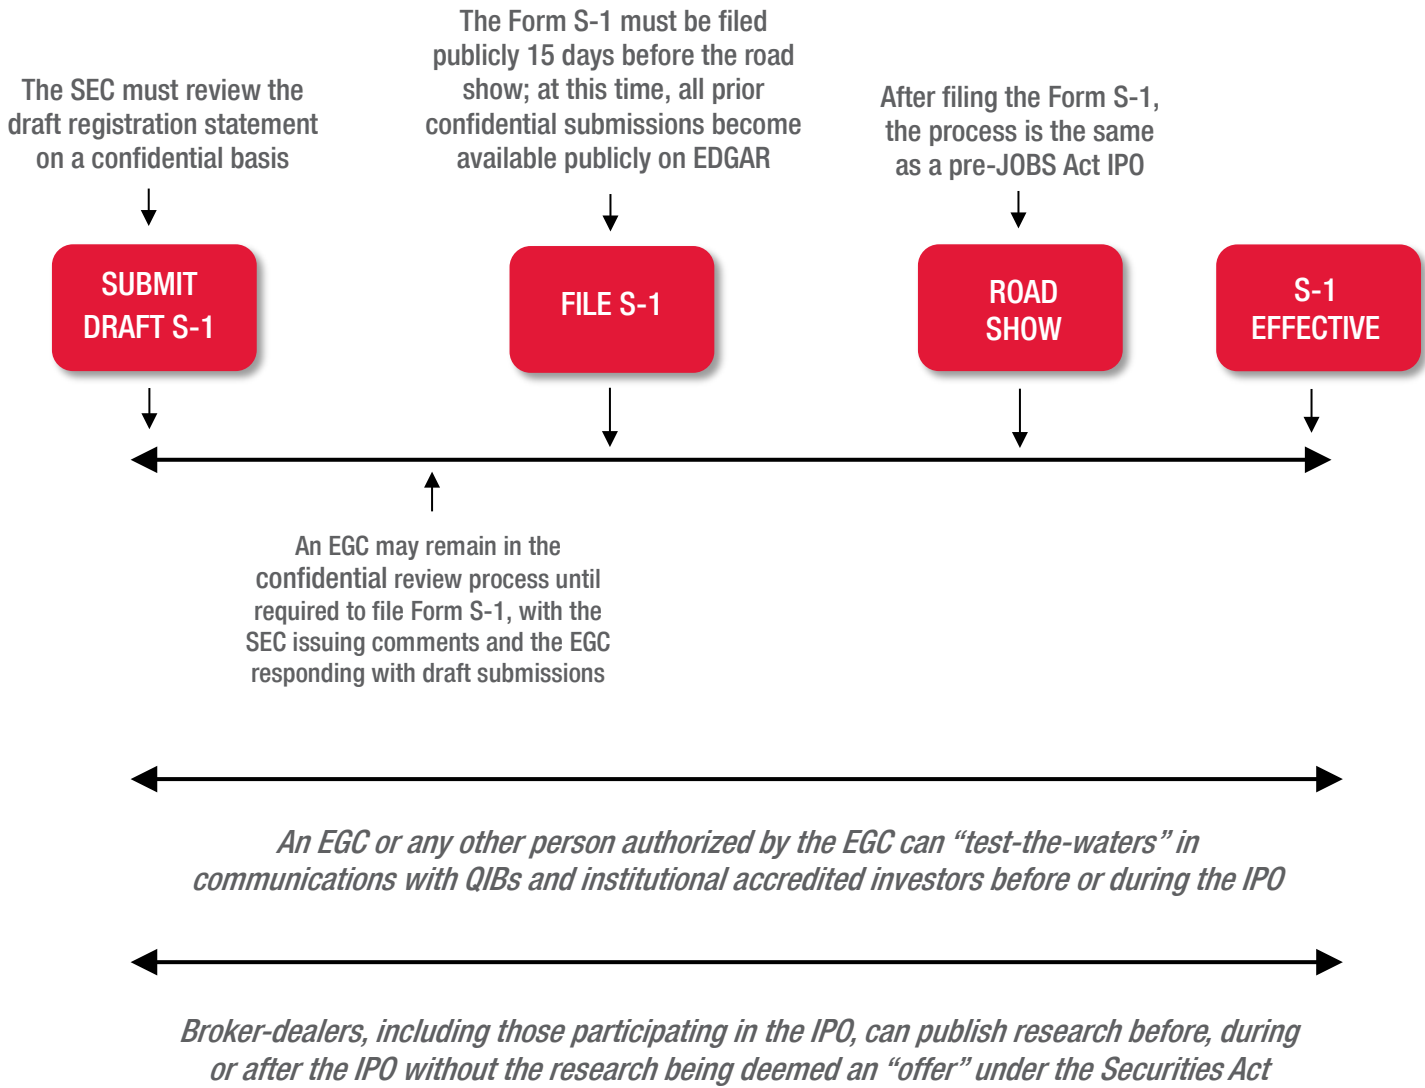 The SEC must review the
draft registration statement
on a confidential basis
The Form S-1 must be filed
publicly 15 days before the road
show; at this time, all prior
confidential submissions become
available publicly on EDGAR
After filing the Form S-1,
the process is the same
as a pre-JOBS Act IPO
SUBMIT
DRAFT S-1
FILE S-1
ROAD
SHOW
S-1
EFFECTIVE
An EGC may remain in the
confidential review process until
required to file Form S-1, with the
SEC issuing comments and the EGC
responding with draft submissions
An EGC or any other person authorized by the EGC can “test-the-waters” in
communications with QIBs and institutional accredited investors before or during the IPO
Broker-dealers, including those participating in the IPO, can publish research before, during
or after the IPO without the research being deemed an “offer” under the Securities Act